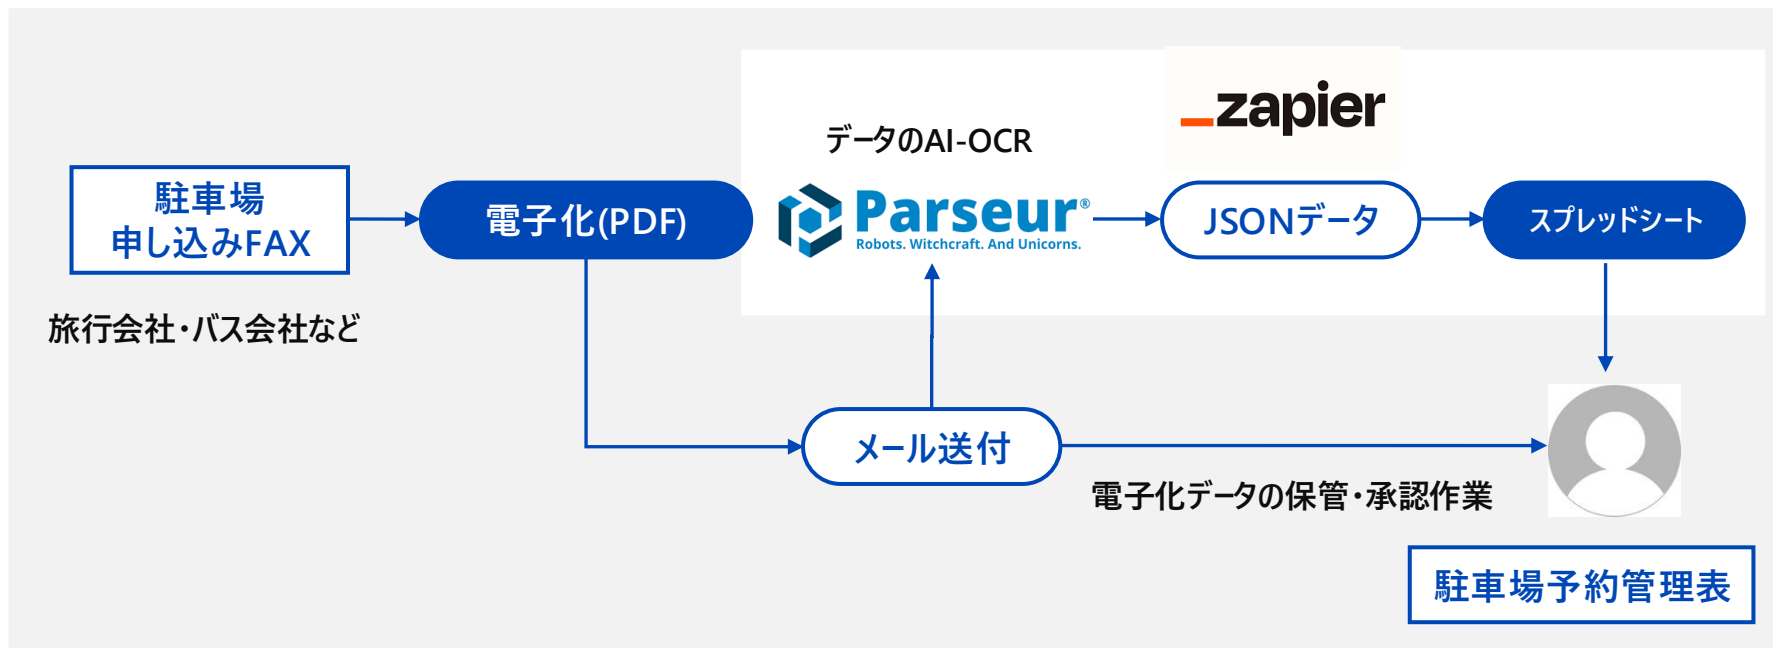 zapier
データのAI-OCR
駐車場
申し込みFAX
電子化(PDF)
Parseur®
Robots. Witchcraft. And Unicorns.
JSONデータ
スプレッドシート
旅行会社・バス会社など
メール送付
電子化データの保管・承認作業
駐車場予約管理表